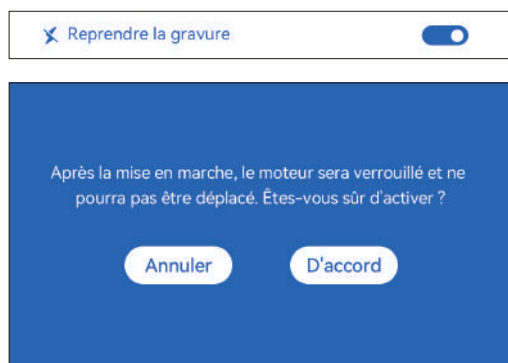 Reprendre la gravure
Après la mise en marche, le moteur sera verrouillé et ne
pourra pas être déplacé. Êtes-vous sûr d'activer ?
Annuler
D'accord